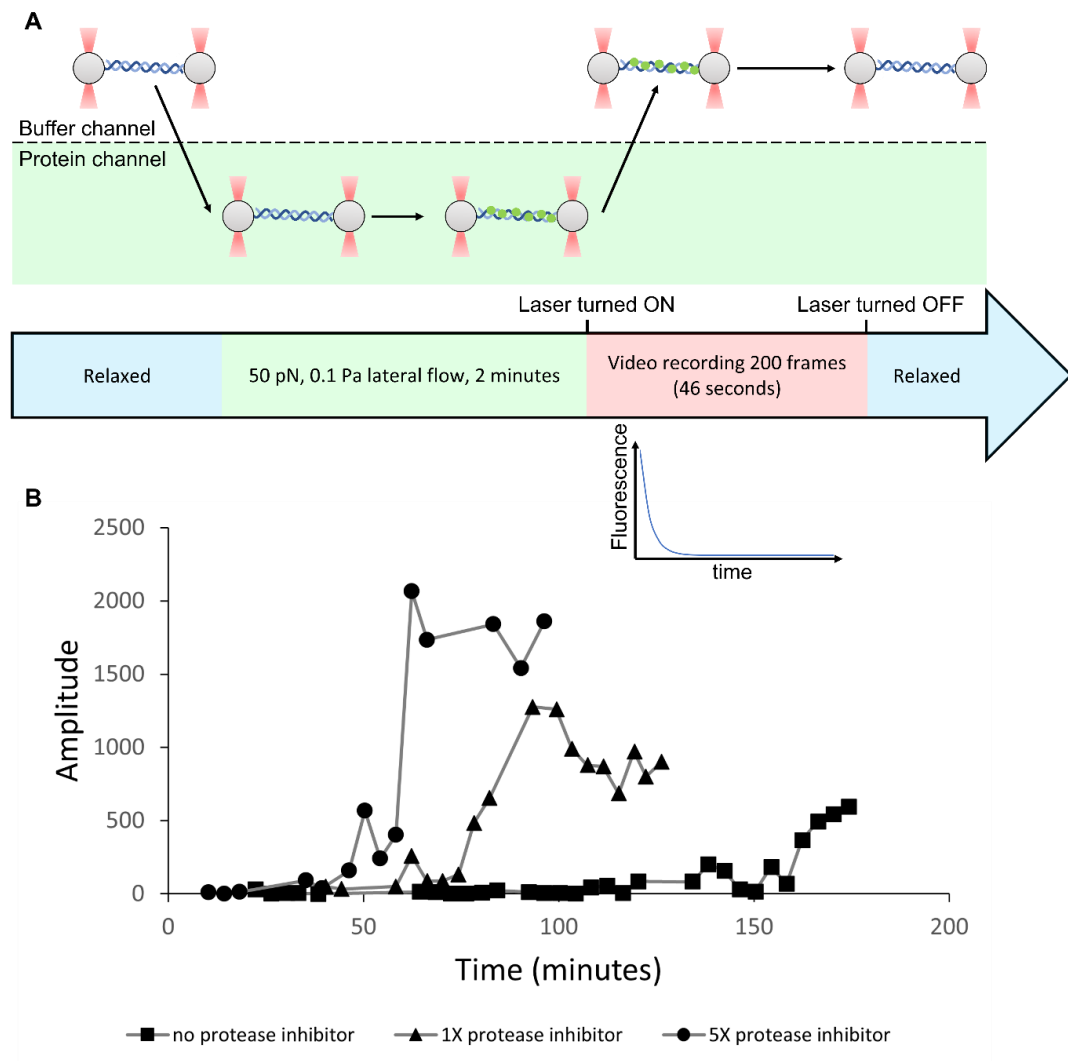 A
Buffer channel
Protein channel
Laser turned ON
Laser turned OFF
Relaxed
50 pN, 0.1 Pa lateral flow, 2 minutes
Video recording 200 frames
(46 seconds)
Relaxed
Fluorescence
time
B
2500
2000
1500
1000
500
0
Amplitude
0
50
100
150
200
Time (minutes)
no protease inhibitor
1X protease inhibitor
5X protease inhibitor